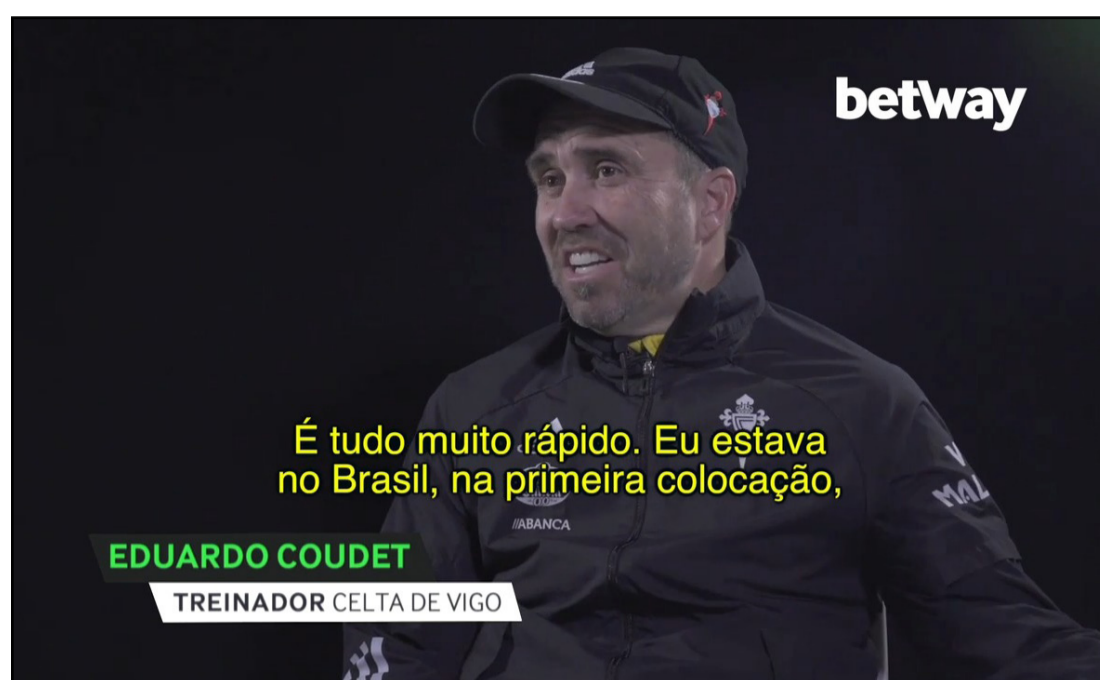 betway
É tudo muito rápido. Eu estava
no Brasil, na primeira colocação,
//ABANCA
EDUARDO COUDET
TREINADOR CELTA DE VIGO